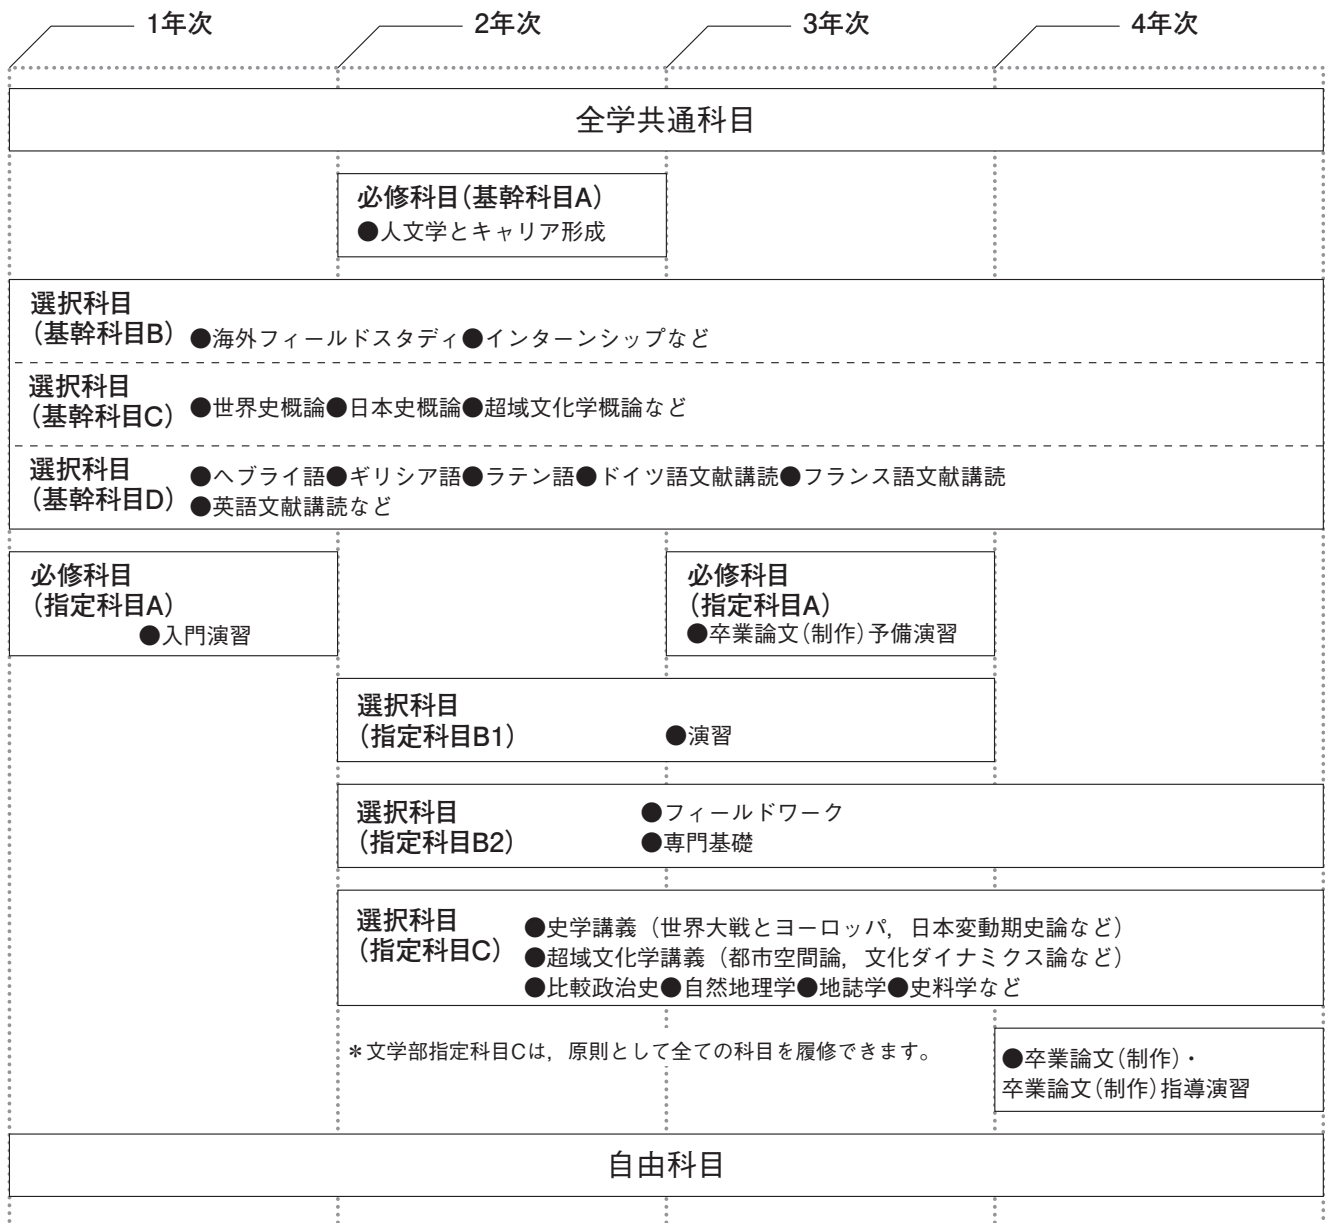 1年次
2年次
3年次
4年次
全学共通科目
必修科目(基幹科目A)
●人文学とキャリア形成
選択科目
(基幹科目B) ●海外フィールドスタディ●インターンシップなど
選択科目
(基幹科目C) ●世界史概論●日本史概論●超域文化学概論など
選択科目
(基幹科目D) ●ヘブライ語●ギリシア語●ラテン語●ドイツ語文献講読●フランス語文献講読
●英語文献講読など
必修科目
(指定科目A)
●入門演習
必修科目
(指定科目A)
●卒業論文(制作)予備演習
選択科目
(指定科目B1) ●演習
選択科目
(指定科目B2)
●フィールドワーク
●専門基礎
選択科目
(指定科目C)
●史学講義(世界大戦とヨーロッパ,日本変動期史論など)
●超域文化学講義(都市空間論,文化ダイナミクス論など)
●比較政治史●自然地理学●地誌学●史料学など
＊文学部指定科目Cは,原則として全ての科目を履修できます。
●卒業論文(制作)・
卒業論文(制作)指導演習
自由科目